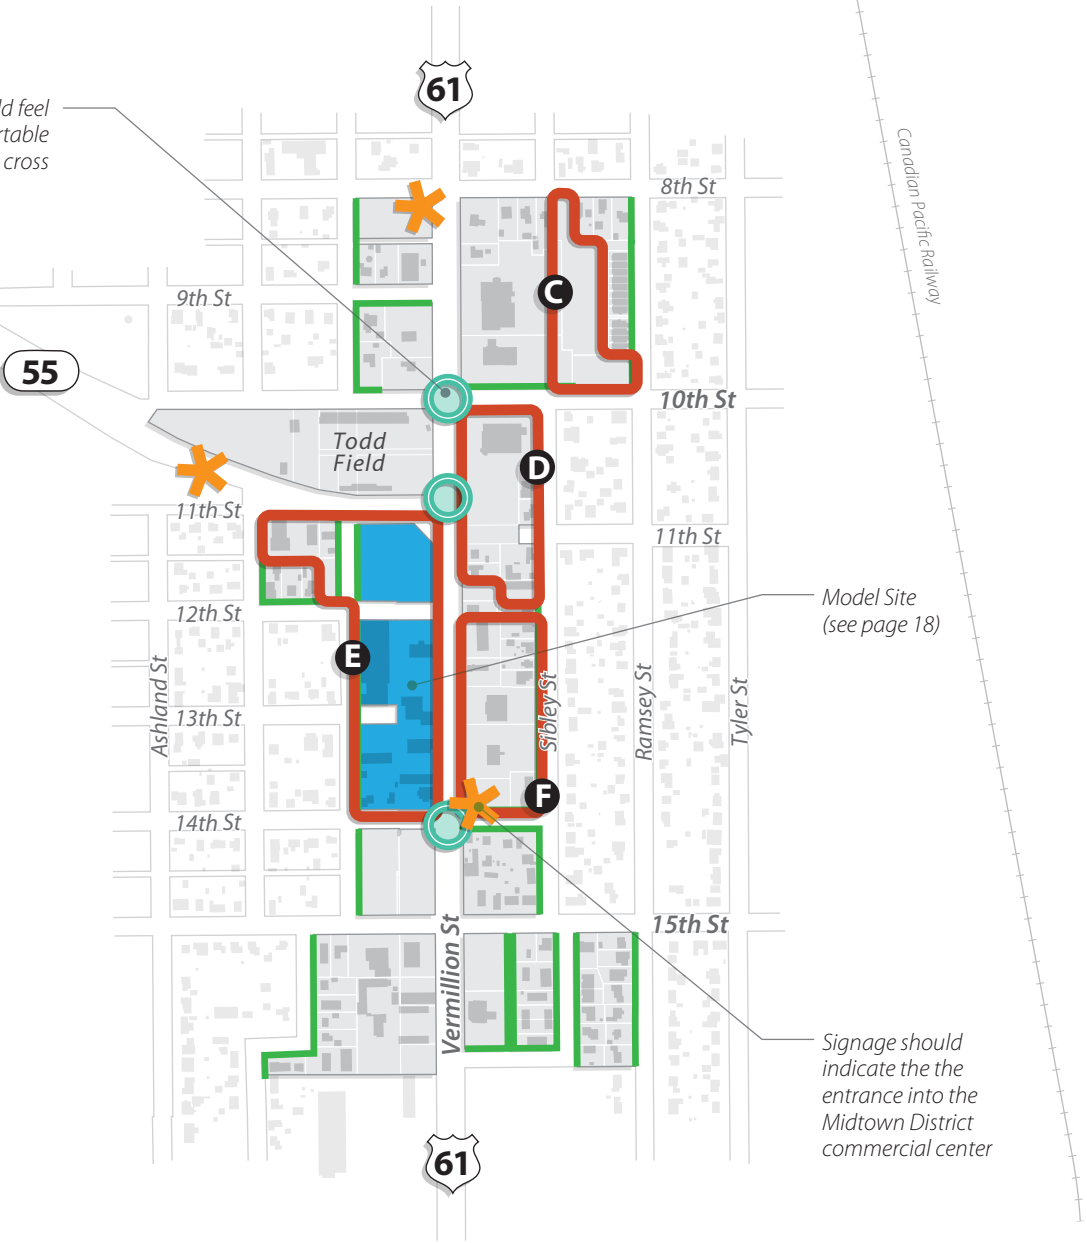 61
ld feel
rtable
cross
8th St
Canadian Pacific Railway
C
9th St
55
10th St
Todd
Field
D
11th St
11th St
Model Site
(see page 18)
12th St
E
Ashland St
Sibley St
Ramsey St
Tyler St
13th St
F
14th St
15th St
Vermillion St
Signage should
indicate the the
entrance into the
Midtown District
commercial center
61